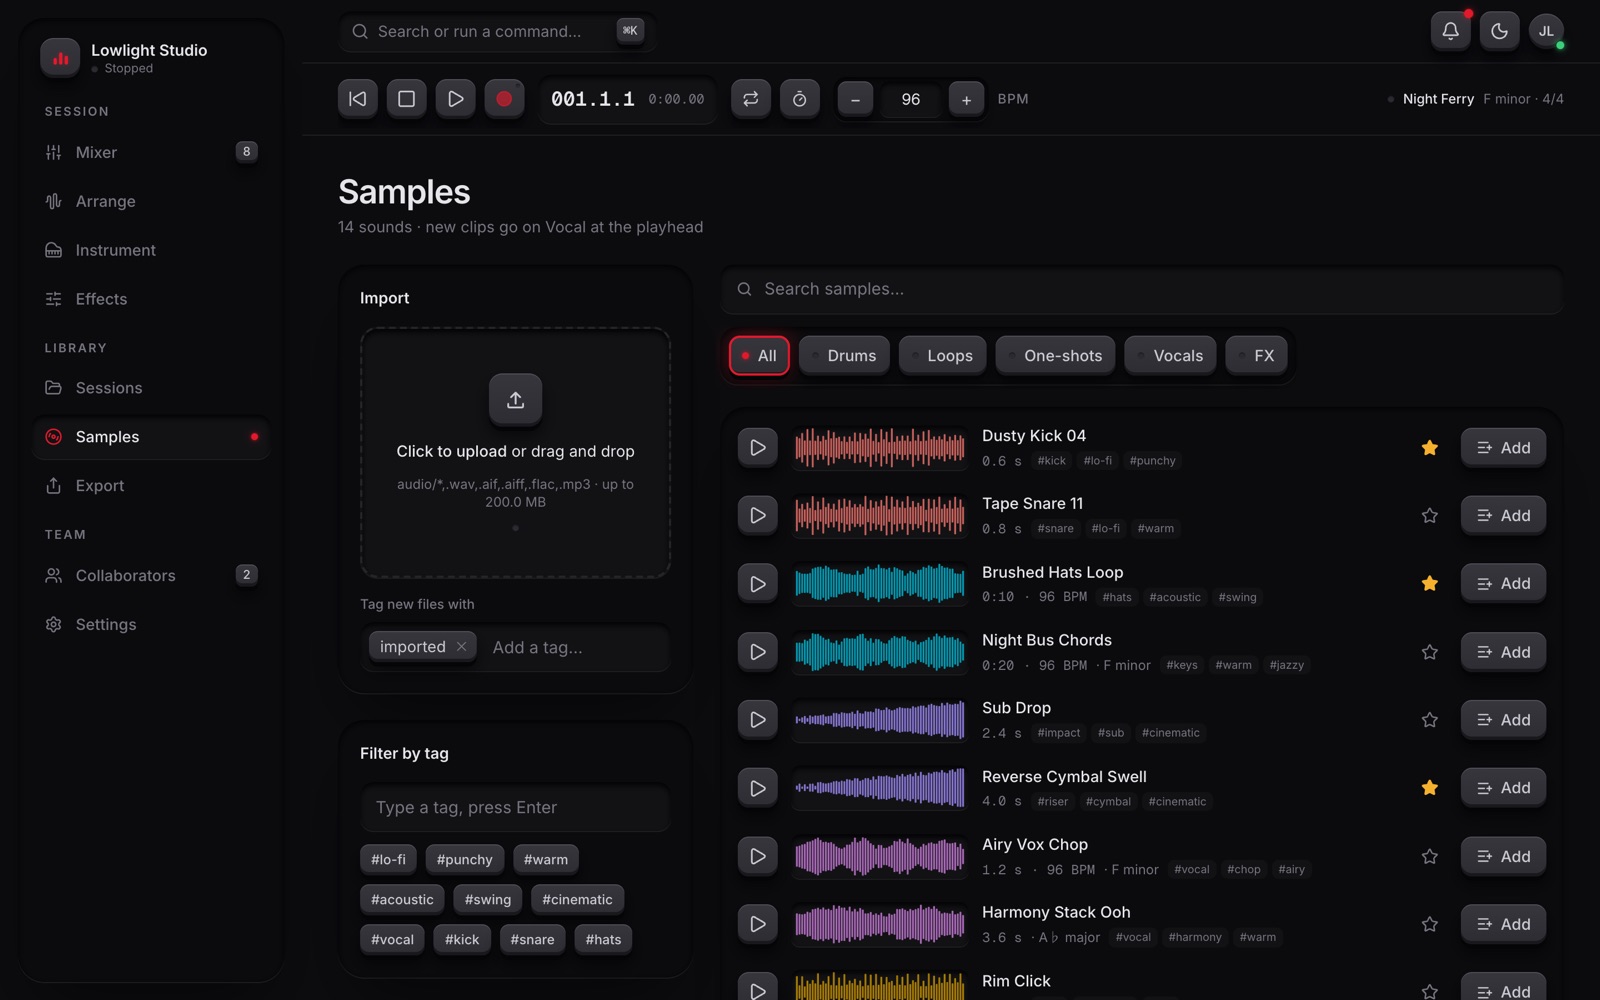 Lowlight Studio
Stopped
SESSION
Mixer 8
Arrange
Instrument
Effects
LIBRARY
Sessions
Samples
Export
TEAM
Collaborators 2
Settings
Search or run a command... ⌘K
JL
001.1.1 0:00.00
− 96 + BPM
Night Ferry F minor · 4/4
Samples
14 sounds · new clips go on Vocal at the playhead
Import
Click to upload or drag and drop
audio/*,.wav,.aif,.aiff,.flac,.mp3 · up to
200.0 MB
Tag new files with
imported Add a tag...
Filter by tag
Type a tag, press Enter
#lo-fi #punchy #warm
#acoustic #swing #cinematic
#vocal #kick #snare #hats
Search samples...
All Drums Loops One-shots Vocals FX
Dusty Kick 04
0.6 s #kick #lo-fi #punchy
Add
Tape Snare 11
0.8 s #snare #lo-fi #warm
Add
Brushed Hats Loop
0:10 · 96 BPM #hats #acoustic #swing
Add
Night Bus Chords
0:20 · 96 BPM · F minor #keys #warm #jazzy
Add
Sub Drop
2.4 s #impact #sub #cinematic
Add
Reverse Cymbal Swell
4.0 s #riser #cymbal #cinematic
Add
Airy Vox Chop
1.2 s · 96 BPM · F minor #vocal #chop #airy
Add
Harmony Stack Ooh
3.6 s · A♭ major #vocal #harmony #warm
Add
Rim Click
Add